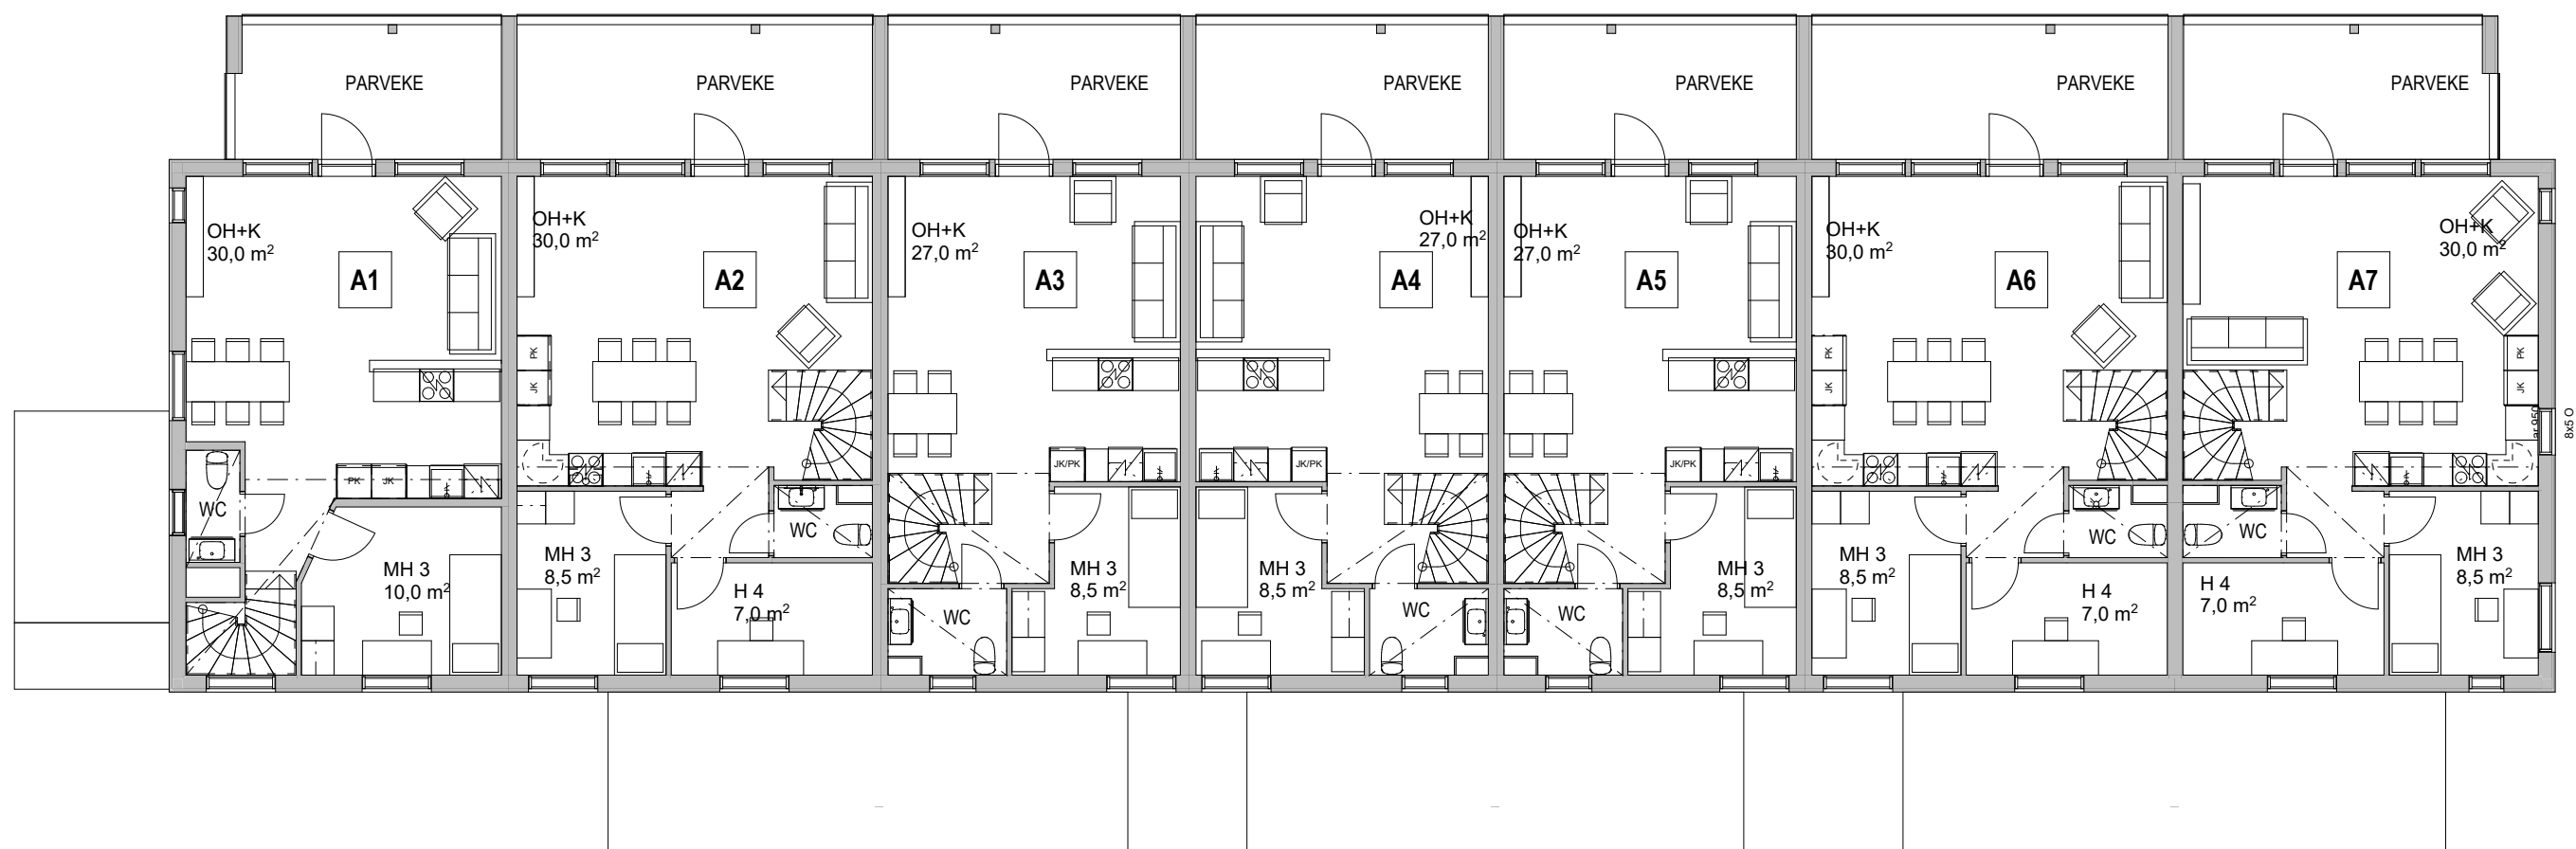 PARVEKE
PARVEKE
PARVEKE
PARVEKE
PARVEKE
PARVEKE
PARVEKE
OH+K
30,0 m²
A1
OH+K
30,0 m²
A2
OH+K
27,0 m²
A3
OH+K
27,0 m²
A4
OH+K
27,0 m²
A5
OH+K
30,0 m²
A6
OH+K
30,0 m²
A7
PK
JK
PK
JK
PK
JK
PK
JK
JK/PK
JK/PK
JK/PK
8x5 O
WC
MH 3
10,0 m²
MH 3
8,5 m²
WC
H 4
7,0 m²
WC
MH 3
8,5 m²
MH 3
8,5 m²
WC
WC
MH 3
8,5 m²
MH 3
8,5 m²
WC
H 4
7,0 m²
WC
H 4
7,0 m²
MH 3
8,5 m²